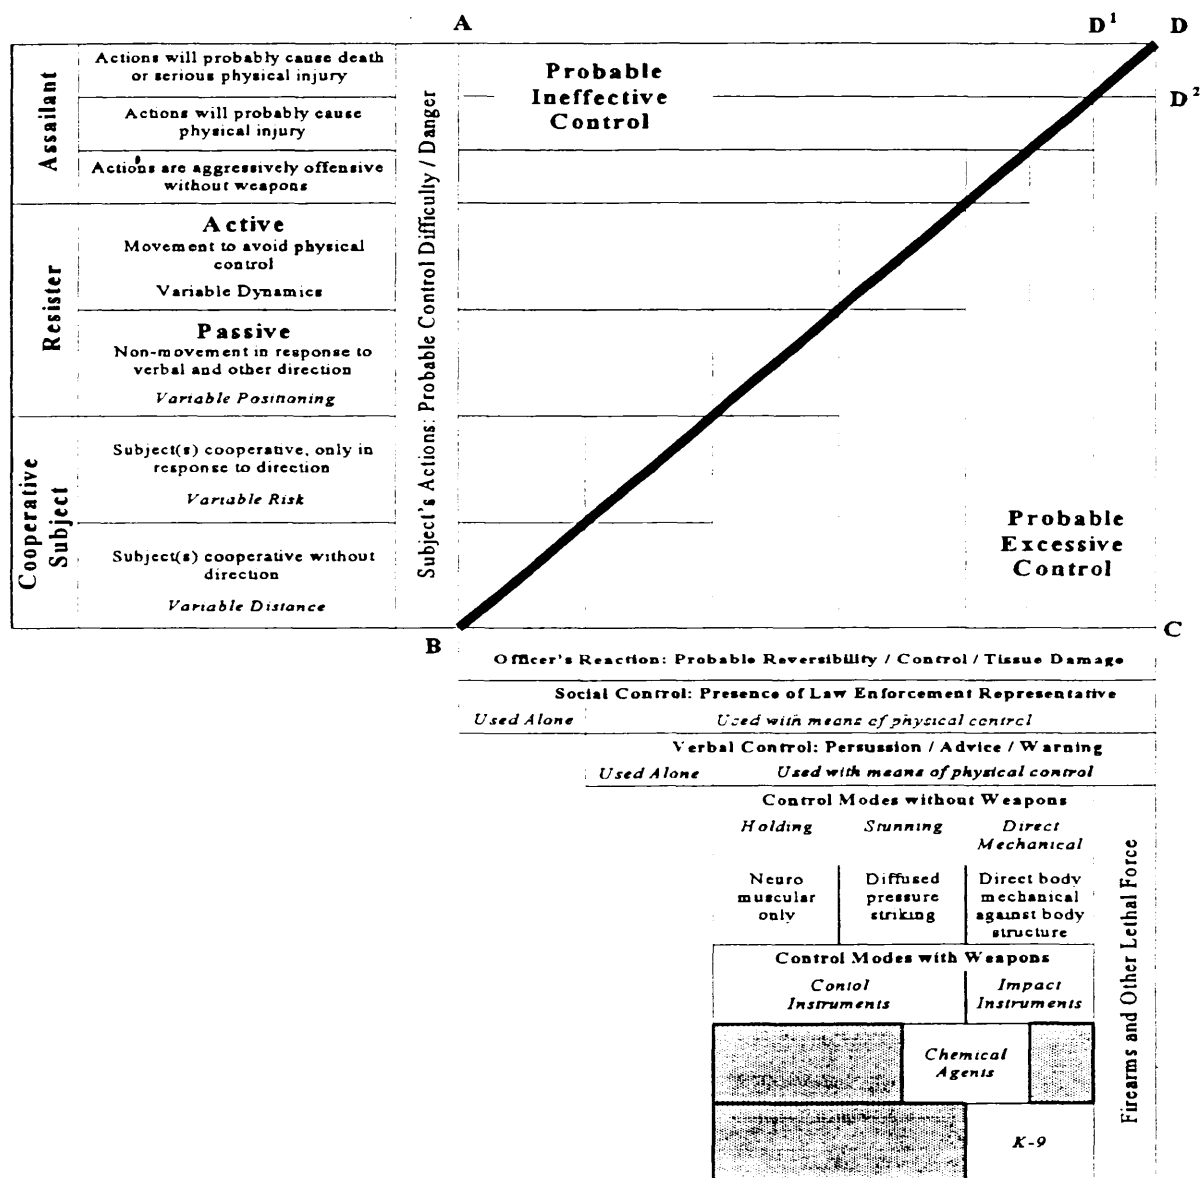 A
D1
D
D2
Assailant
Actions will probably cause death
or serious physical injury
Actions will probably cause
physical injury
Actions are aggressively offensive
without weapons
Resister
Active
Movement to avoid physical
control
Variable Dynamics
Passive
Non-movement in response to
verbal and other direction
Variable Positioning
Cooperative
Subject
Subject(s) cooperative, only in
response to direction
Variable Risk
Subject(s) cooperative without
direction
Variable Distance
Subject's Actions: Probable Control Difficulty / Danger
Probable
Ineffective
Control
Probable
Excessive
Control
B
C
Officer's Reaction: Probable Reversibility / Control / Tissue Damage
Social Control: Presence of Law Enforcement Representative
Used Alone
Used with means of physical control
Verbal Control: Persussion / Advice / Warning
Used Alone
Used with means of physical control
Control Modes without Weapons
Holding
Stunning
Direct
Mechanical
Neuro
muscular
only
Diffused
pressure
striking
Direct body
mechanical
against body
structure
Control Modes with Weapons
Contol
Instruments
Impact
Instruments
Chemical
Agents
K-9
Firearms and Other Lethal Force